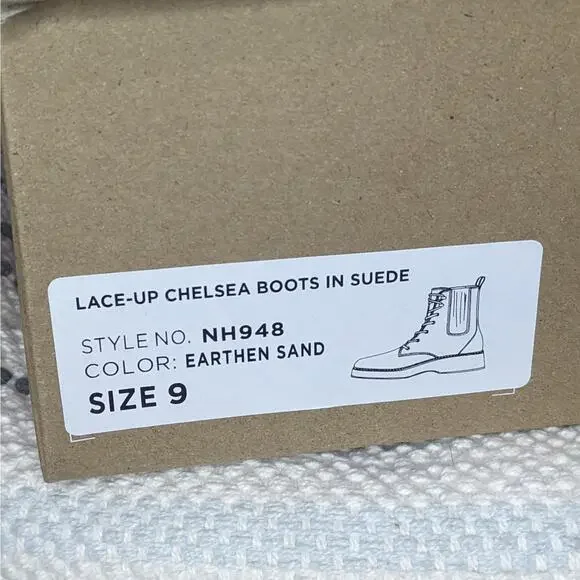 LACE-UP CHELSEA BOOTS IN SUEDE
STYLE NO. NH948
COLOR: EARTHEN SAND
SIZE 9